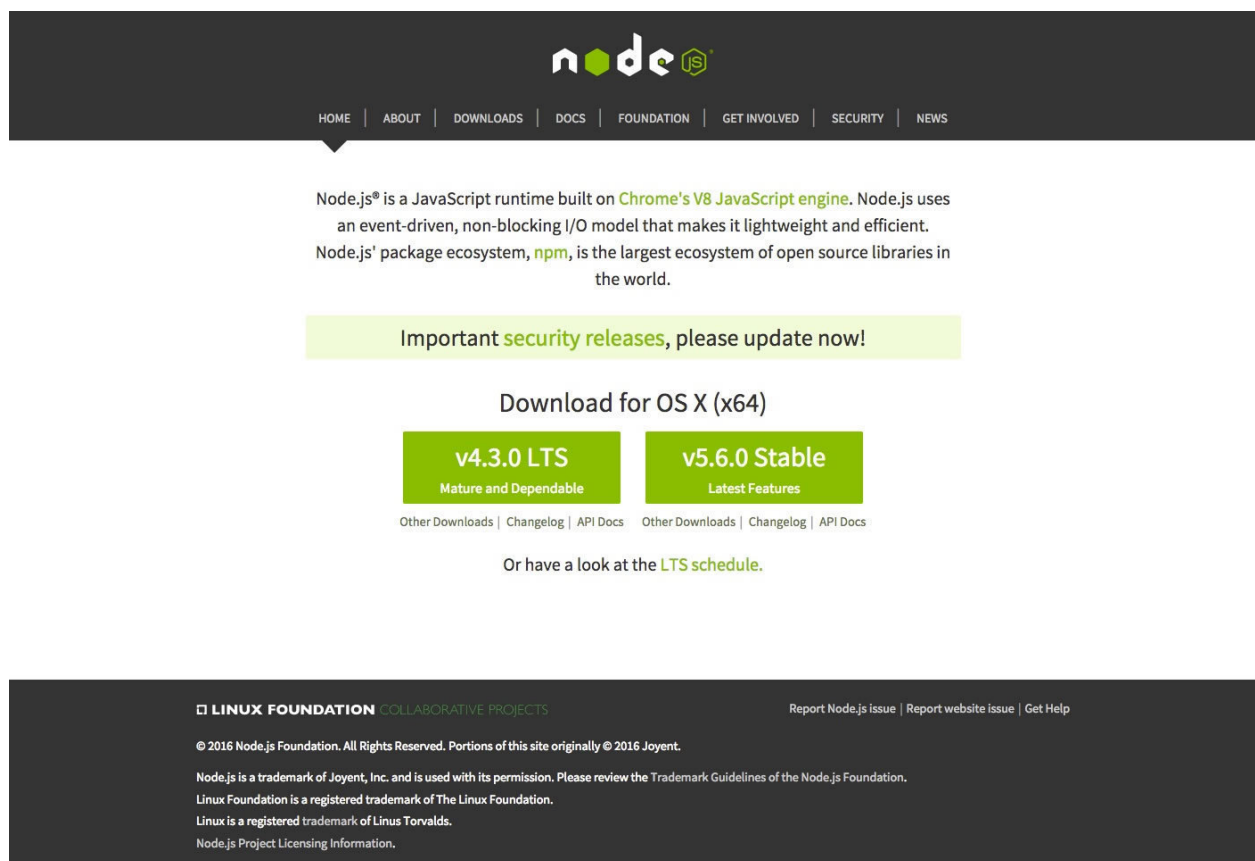 node JS
HOME | ABOUT | DOWNLOADS | DOCS | FOUNDATION | GET INVOLVED | SECURITY | NEWS
Node.js® is a JavaScript runtime built on Chrome's V8 JavaScript engine. Node.js uses
an event-driven, non-blocking I/O model that makes it lightweight and efficient.
Node.js' package ecosystem, npm, is the largest ecosystem of open source libraries in
the world.
Important security releases, please update now!
Download for OS X (x64)
v4.3.0 LTS
Mature and Dependable
v5.6.0 Stable
Latest Features
Other Downloads | Changelog | API Docs
Other Downloads | Changelog | API Docs
Or have a look at the LTS schedule.
LINUX FOUNDATION COLLABORATIVE PROJECTS
Report Node.js issue | Report website issue | Get Help
© 2016 Node.js Foundation. All Rights Reserved. Portions of this site originally © 2016 Joyent.
Node.js is a trademark of Joyent, Inc. and is used with its permission. Please review the Trademark Guidelines of the Node.js Foundation.
Linux Foundation is a registered trademark of The Linux Foundation.
Linux is a registered trademark of Linus Torvalds.
Node.js Project Licensing Information.